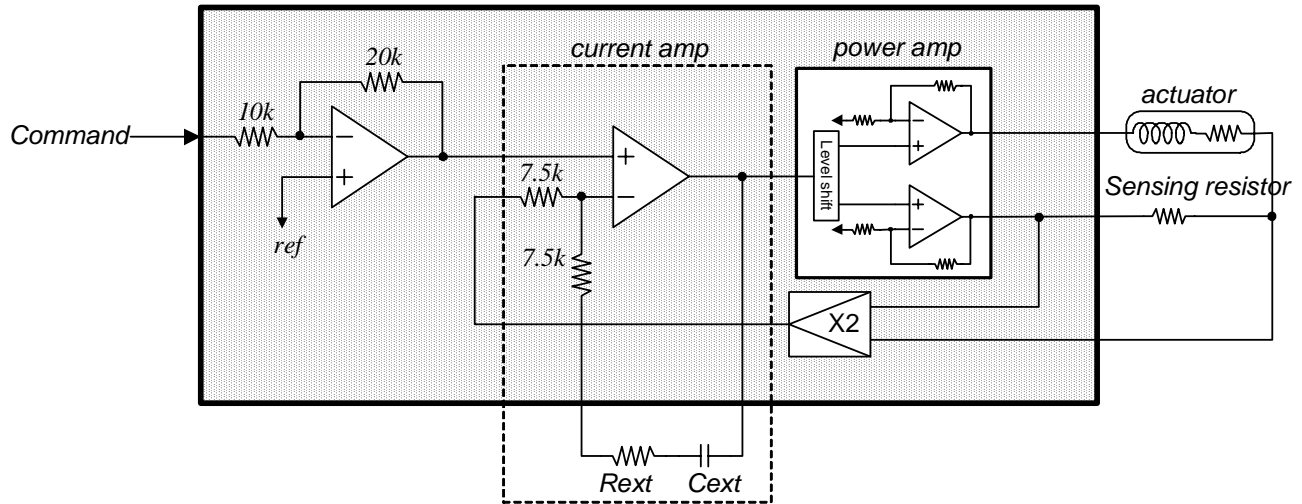 current amp
power amp
20k
10k
actuator
Command
−
+
ref
7.5k
+
−
7.5k
Level shift
−
+
+
−
Sensing resistor
X2
Rext
Cext